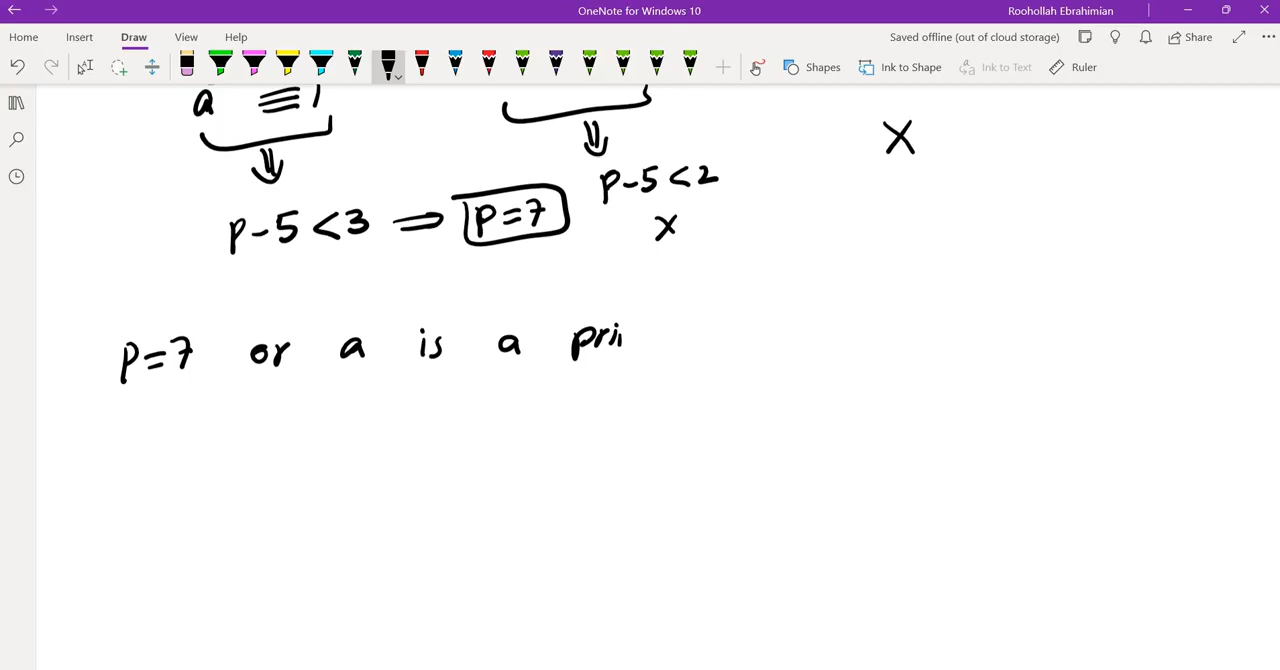 OneNote for Windows 10
Roohollah Ebrahimian
Home Insert Draw View Help
Saved offline (out of cloud storage)
Share
Shapes
Ink to Shape
Ink to Text
Ruler
a ≡ 1
X
p-5<2
p-5<3 ⇒ p=7
x
p=7 or a is a pri